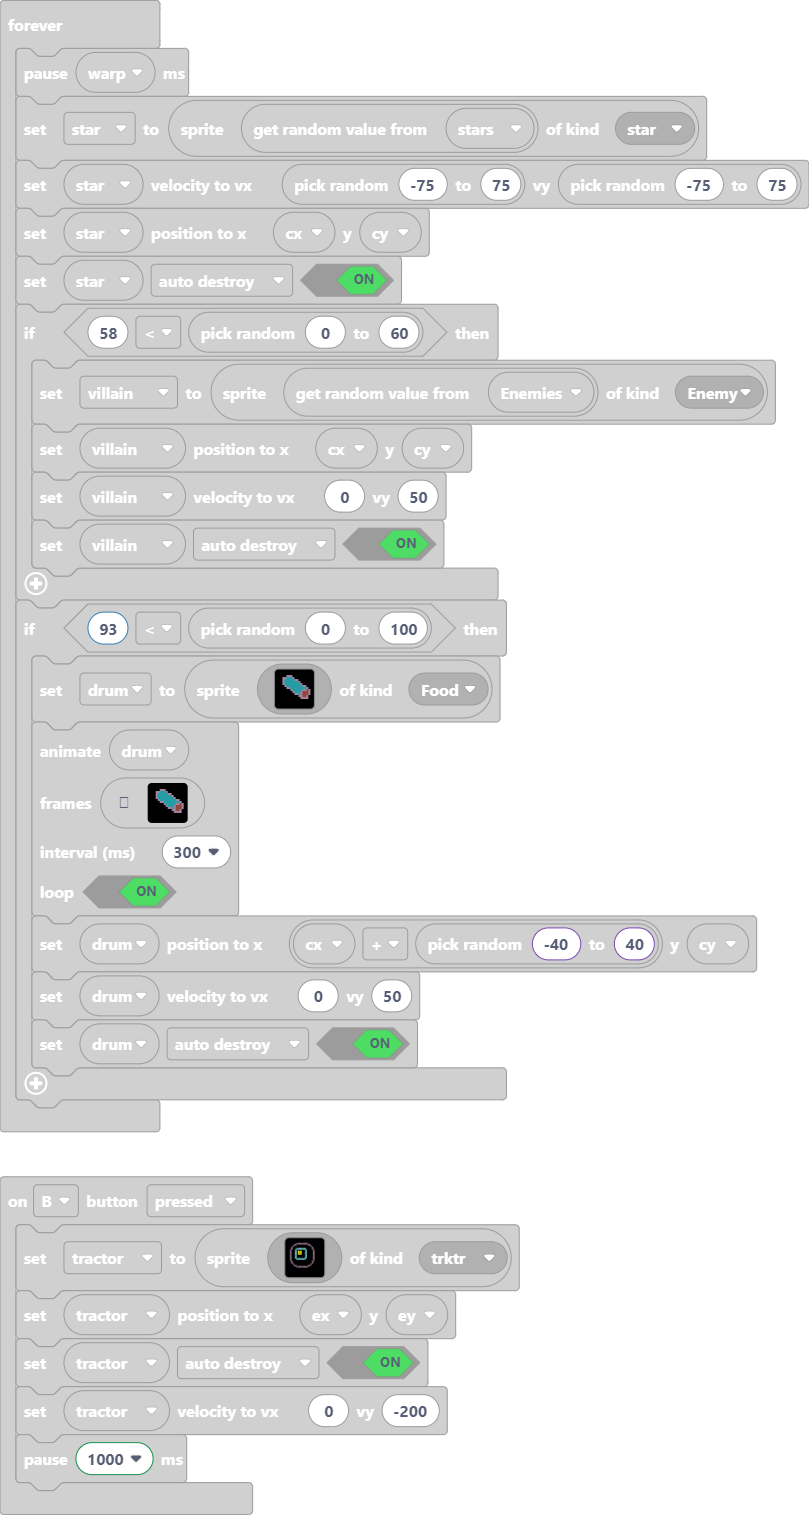 forever
pause warp ms
set star to sprite get random value from stars of kind star
set star velocity to vx pick random -75 to 75 vy pick random -75 to 75
set star position to x cx y cy
set star auto destroy ON
if 58 < pick random 0 to 60 then
set villain to sprite get random value from Enemies of kind Enemy
set villain position to x cx y cy
set villain velocity to vx 0 vy 50
set villain auto destroy ON
if 93 < pick random 0 to 100 then
set drum to sprite of kind Food
animate drum
frames
interval (ms) 300
loop ON
set drum position to x cx + pick random -40 to 40 y cy
set drum velocity to vx 0 vy 50
set drum auto destroy ON
on B button pressed
set tractor to sprite of kind trktr
set tractor position to x ex y ey
set tractor auto destroy ON
set tractor velocity to vx 0 vy -200
pause 1000 ms